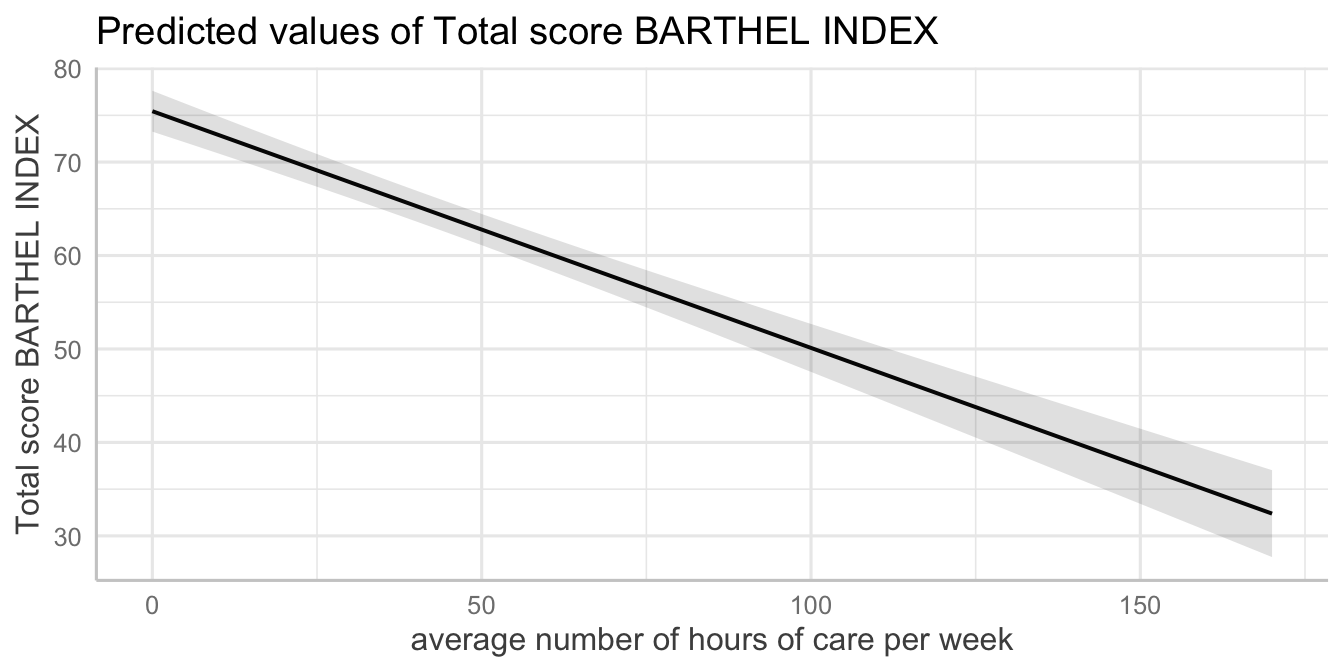 Predicted values of Total score BARTHEL INDEX
Total score BARTHEL INDEX
80
70
60
50
40
30
0 50 100 150
average number of hours of care per week